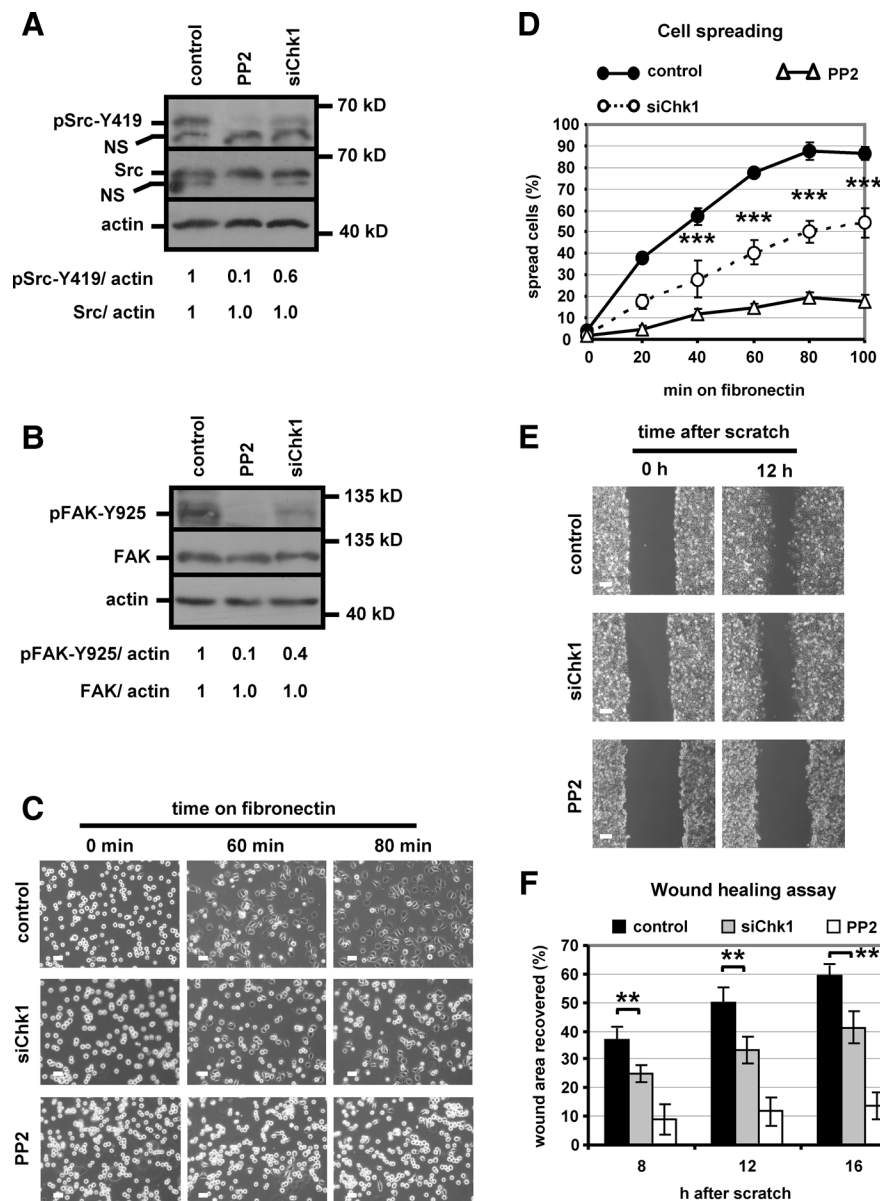 A
control
PP2
siChk1
pSrc-Y419
NS
Src
NS
actin
70 kD
70 kD
40 kD
pSrc-Y419/ actin 1 0.1 0.6
Src/ actin 1 1.0 1.0
B
control
PP2
siChk1
pFAK-Y925
FAK
actin
135 kD
135 kD
40 kD
pFAK-Y925/ actin 1 0.1 0.4
FAK/ actin 1 1.0 1.0
C
time on fibronectin
0 min 60 min 80 min
control
siChk1
PP2
D
Cell spreading
control PP2
siChk1
spread cells (%)
100
90
80
70
60
50
40
30
20
10
0
*** *** *** ***
0 20 40 60 80 100
min on fibronectin
E
time after scratch
0 h 12 h
control
siChk1
PP2
F
Wound healing assay
control siChk1 PP2
wound area recovered (%)
70
60
50
40
30
20
10
0
** ** **
8 12 16
h after scratch